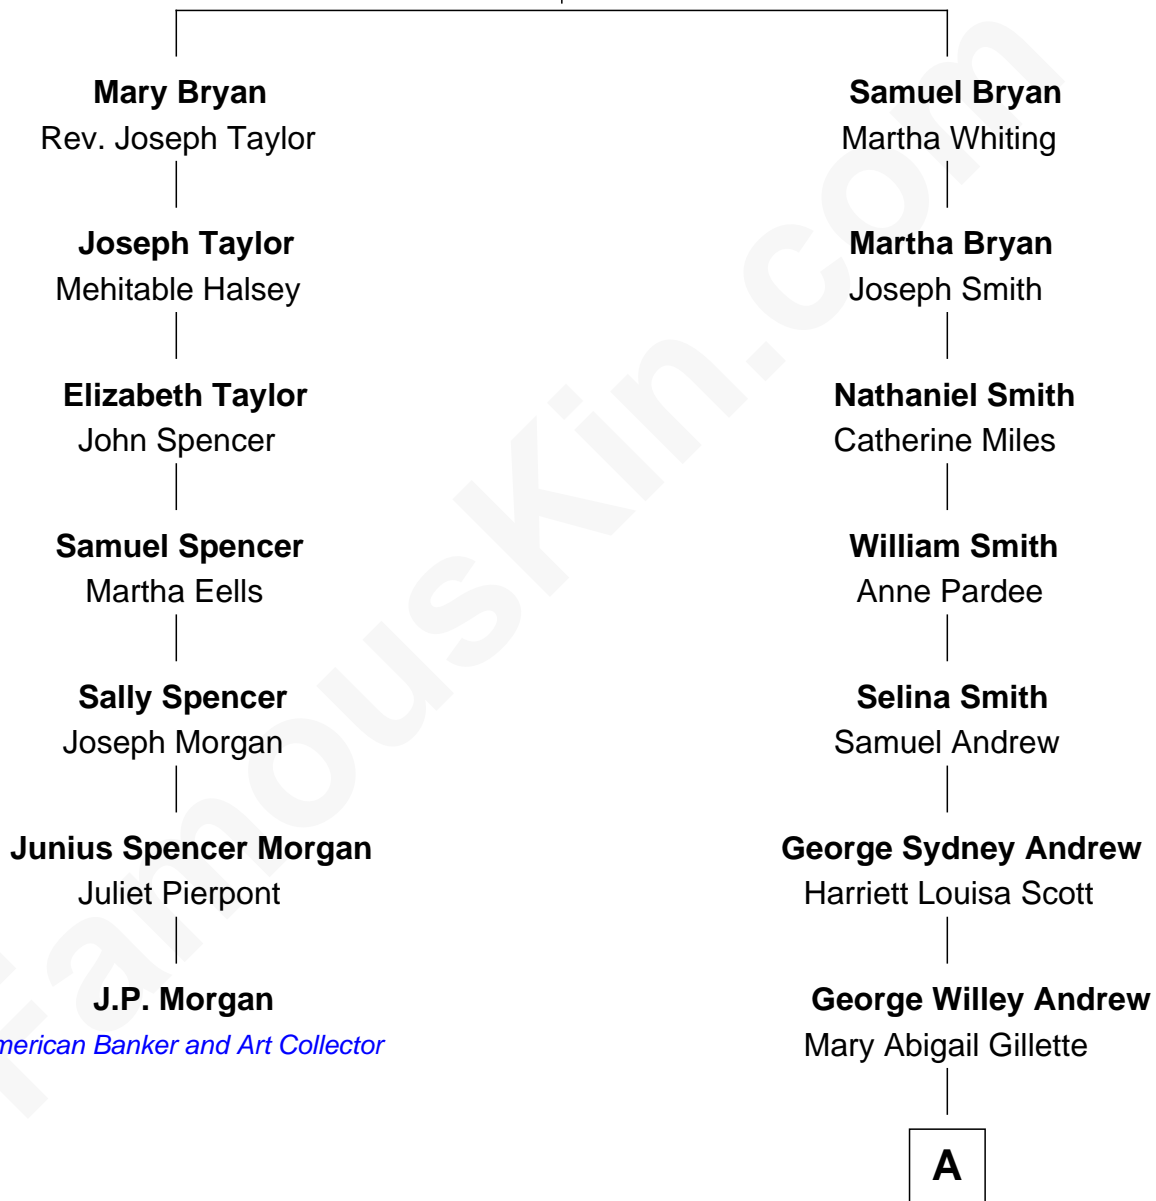 Mary Bryan
Rev. Joseph Taylor
Joseph Taylor
Mehitable Halsey
Elizabeth Taylor
John Spencer
Samuel Spencer
Martha Eells
Sally Spencer
Joseph Morgan
Junius Spencer Morgan
Juliet Pierpont
J.P. Morgan
merican Banker and Art Collector
Samuel Bryan
Martha Whiting
Martha Bryan
Joseph Smith
Nathaniel Smith
Catherine Miles
William Smith
Anne Pardee
Selina Smith
Samuel Andrew
George Sydney Andrew
Harriett Louisa Scott
George Willey Andrew
Mary Abigail Gillette
A
FamousKin.com